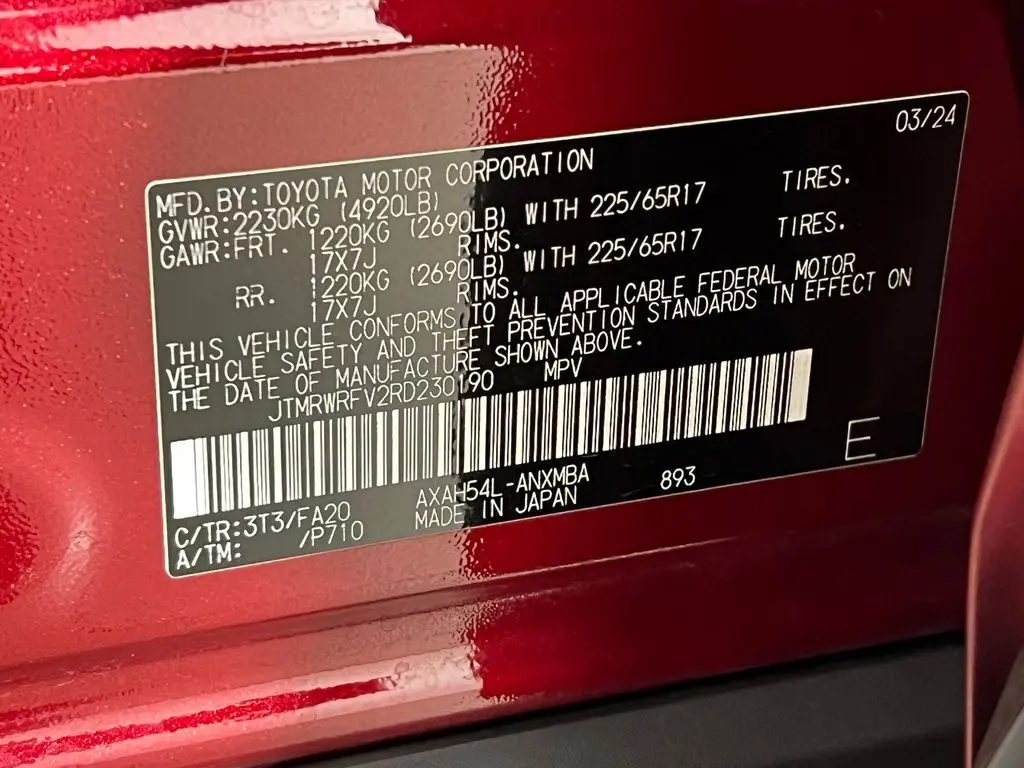 03/24
MFD. BY: TOYOTA MOTOR CORPORATION
GVWR: 2230KG (4920LB)
GAWR: FRT. 1220KG (2690LB) WITH 225/65R17 TIRES.
17X7J RIMS.
RR. 1220KG (2690LB) WITH 225/65R17 TIRES.
17X7J RIMS.
THIS VEHICLE CONFORMS TO ALL APPLICABLE FEDERAL MOTOR
VEHICLE SAFETY AND THEFT PREVENTION STANDARDS IN EFFECT ON
THE DATE OF MANUFACTURE SHOWN ABOVE.
JTMRWRFV2RD230190 MPV
E
C/TR: 3T3/FA20 AXAH54L-ANXMBA 893
A/TM: /P710 MADE IN JAPAN